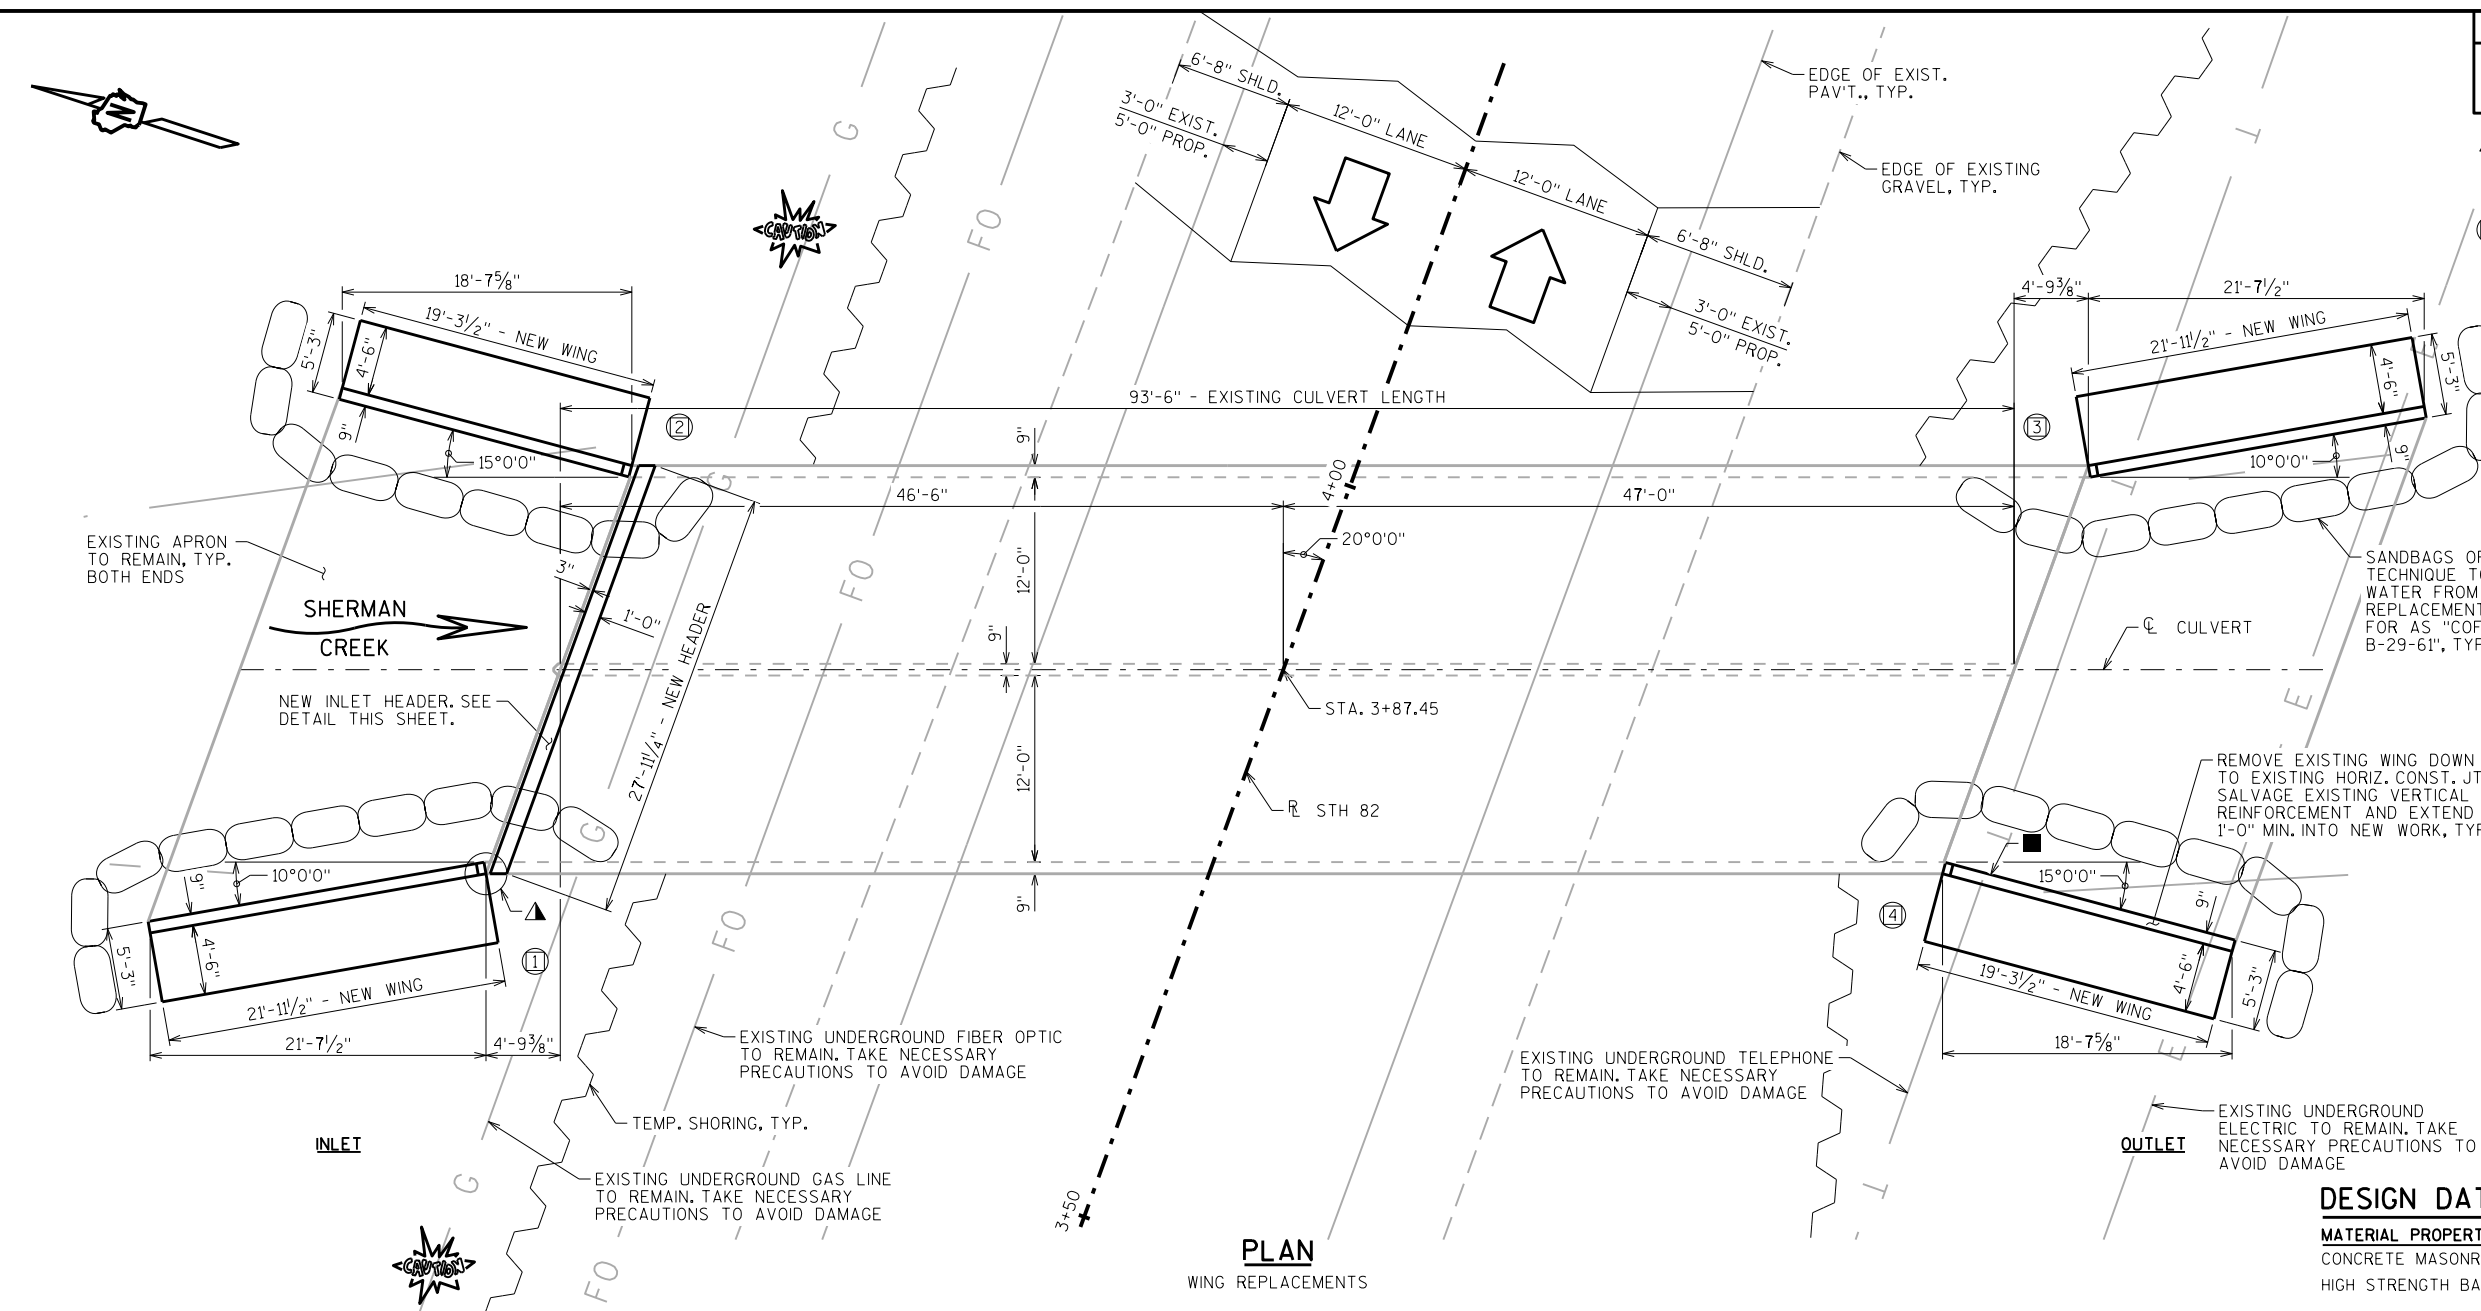 N
CAUTION
G
FO
6'-8" SHLD.
3'-0" EXIST.
5'-0" PROP.
12'-0" LANE
12'-0" LANE
6'-8" SHLD.
3'-0" EXIST.
5'-0" PROP.
EDGE OF EXIST.
PAV'T., TYP.
EDGE OF EXISTING
GRAVEL, TYP.
T
18'-7⅝"
19'-3½" - NEW WING
5'-3"
4'-6"
9"
15°0'0"
2
93'-6" - EXISTING CULVERT LENGTH
9"
46'-6"
4+00
47'-0"
20°0'0"
4'-9⅜"
21'-7½"
21'-11½" - NEW WING
4'-6"
5'-3"
E
3
10°0'0"
9"
T
G
EXISTING APRON
TO REMAIN, TYP.
BOTH ENDS
SHERMAN
CREEK
3"
1'-0"
FO
12'-0"
9"
SANDBAGS OR
TECHNIQUE TO
WATER FROM
REPLACEMENT
FOR AS "COF
B-29-61", TYP
℄ CULVERT
NEW INLET HEADER. SEE
DETAIL THIS SHEET.
27'-11¼" - NEW HEADER
STA. 3+87.45
E
12'-0"
R STH 82
REMOVE EXISTING WING DOWN
TO EXISTING HORIZ. CONST. JT
SALVAGE EXISTING VERTICAL
REINFORCEMENT AND EXTEND
1'-0" MIN. INTO NEW WORK, TYP
G
T
9"
10°0'0"
9"
15°0'0"
9"
4
5'-3"
4'-6"
1
21'-11½" - NEW WING
21'-7½"
4'-9⅜"
FO
19'-3½" - NEW WING
4'-6"
5'-3"
18'-7⅝"
E
EXISTING UNDERGROUND FIBER OPTIC
TO REMAIN. TAKE NECESSARY
PRECAUTIONS TO AVOID DAMAGE
EXISTING UNDERGROUND TELEPHONE
TO REMAIN. TAKE NECESSARY
PRECAUTIONS TO AVOID DAMAGE
TEMP. SHORING, TYP.
INLET
OUTLET
EXISTING UNDERGROUND
ELECTRIC TO REMAIN. TAKE
NECESSARY PRECAUTIONS TO
AVOID DAMAGE
EXISTING UNDERGROUND GAS LINE
TO REMAIN. TAKE NECESSARY
PRECAUTIONS TO AVOID DAMAGE
G
T
3+50
CAUTION
FO
PLAN
WING REPLACEMENTS
DESIGN DAT
MATERIAL PROPERT
CONCRETE MASONR
HIGH STRENGTH BA